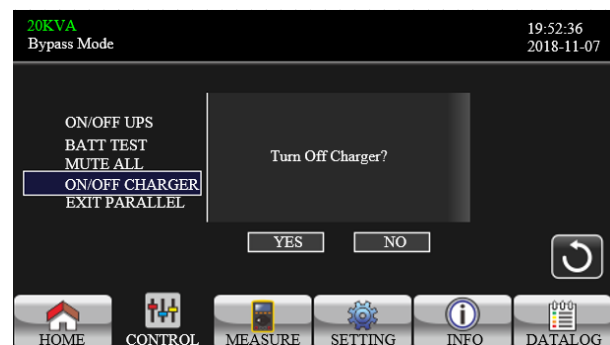 20KVA
Bypass Mode
19:52:36
2018-11-07
ON/OFF UPS
BATT TEST
MUTE ALL
ON/OFF CHARGER
EXIT PARALLEL
Turn Off Charger?
YES NO
HOME CONTROL MEASURE SETTING INFO DATALOG